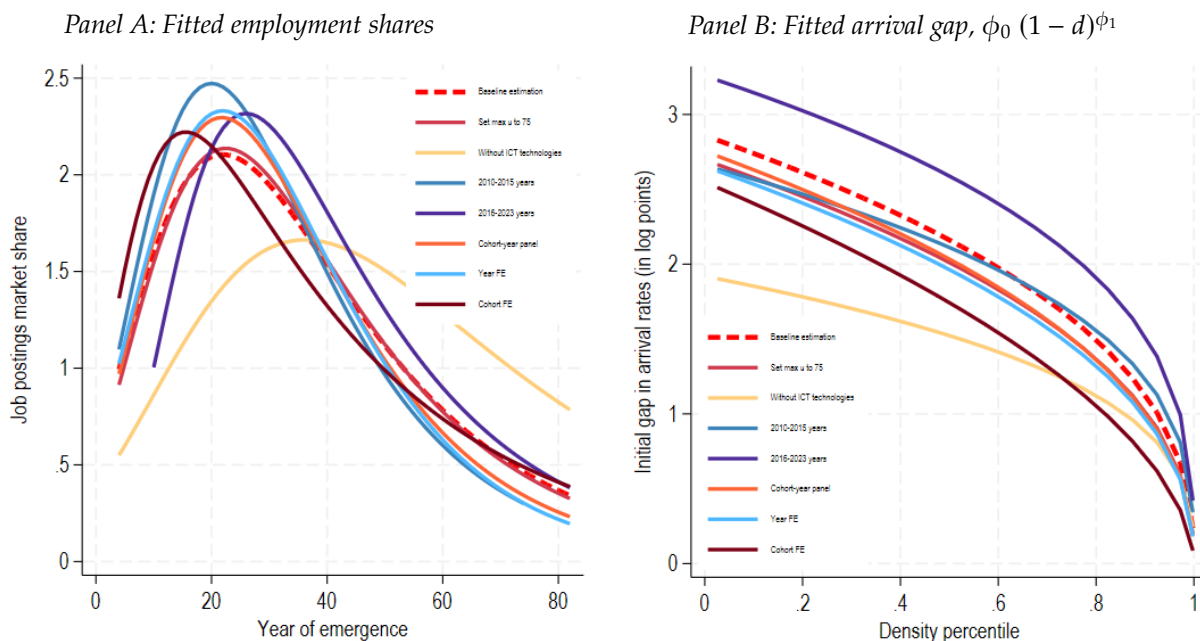 Panel A: Fitted employment shares
Job postings market share
2.5
2
1.5
1
.5
0
0 20 40 60 80
Year of emergence
Baseline estimation
Set max u to 75
Without ICT technologies
2010-2015 years
2016-2023 years
Cohort-year panel
Year FE
Cohort FE
Panel B: Fitted arrival gap, ϕ₀ (1 − d)^ϕ₁
Initial gap in arrival rates (in log points)
3
2
1
0
0 .2 .4 .6 .8 1
Density percentile
Baseline estimation
Set max u to 75
Without ICT technologies
2010-2015 years
2016-2023 years
Cohort-year panel
Year FE
Cohort FE